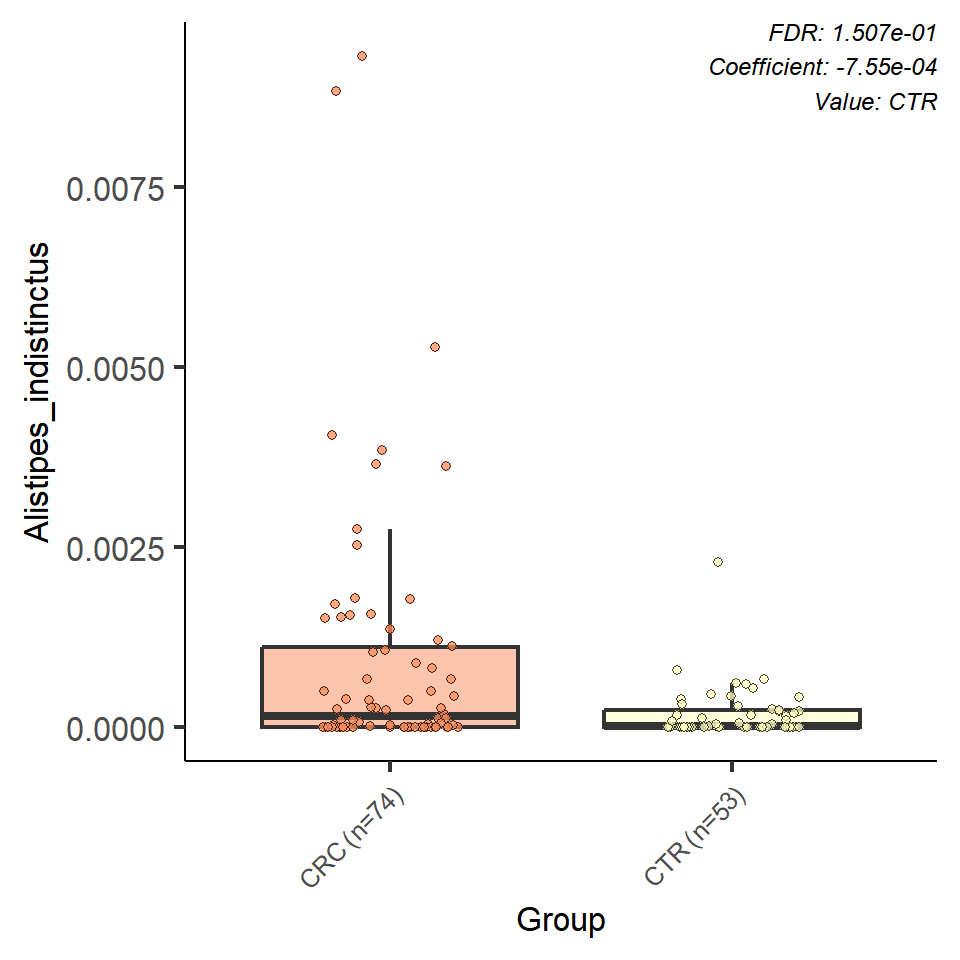 FDR: 1.507e-01
Coefficient: -7.55e-04
Value: CTR
Alistipes_indistinctus
0.0075
0.0050
0.0025
0.0000
CRC (n=74)
CTR (n=53)
Group